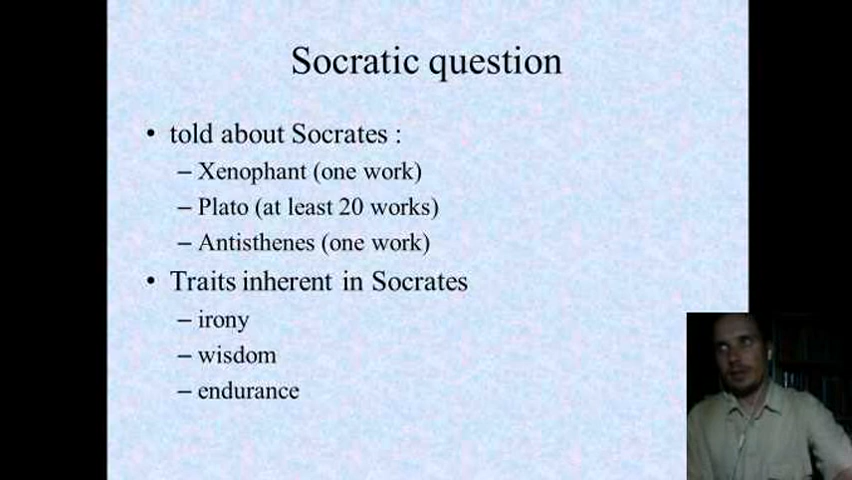 Socratic question
• told about Socrates :
– Xenophant (one work)
– Plato (at least 20 works)
– Antisthenes (one work)
• Traits inherent in Socrates
– irony
– wisdom
– endurance